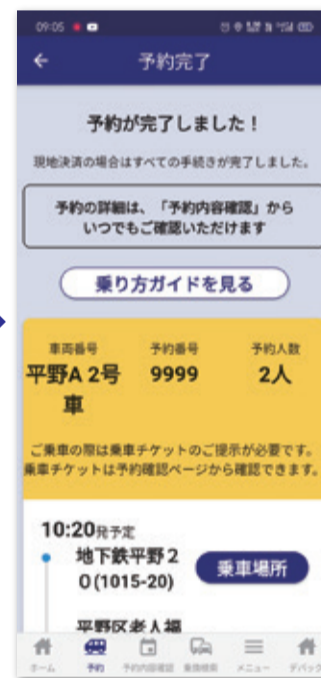 09:05
予約完了
予約が完了しました！
現地決済の場合はすべての手続きが完了しました。
予約の詳細は、「予約内容確認」から
いつでもご確認いただけます
乗り方ガイドを見る
車両番号 予約番号 予約人数
平野A 2号 9999 2人
車
ご乗車の際は乗車チケットのご提示が必要です。
乗車チケットは予約確認ページから確認できます。
10:20発予定
地下鉄平野2
0(1015-20)
乗車場所
平野区老人福
ホーム 予約 予約内容確認 乗降検索 メニュー